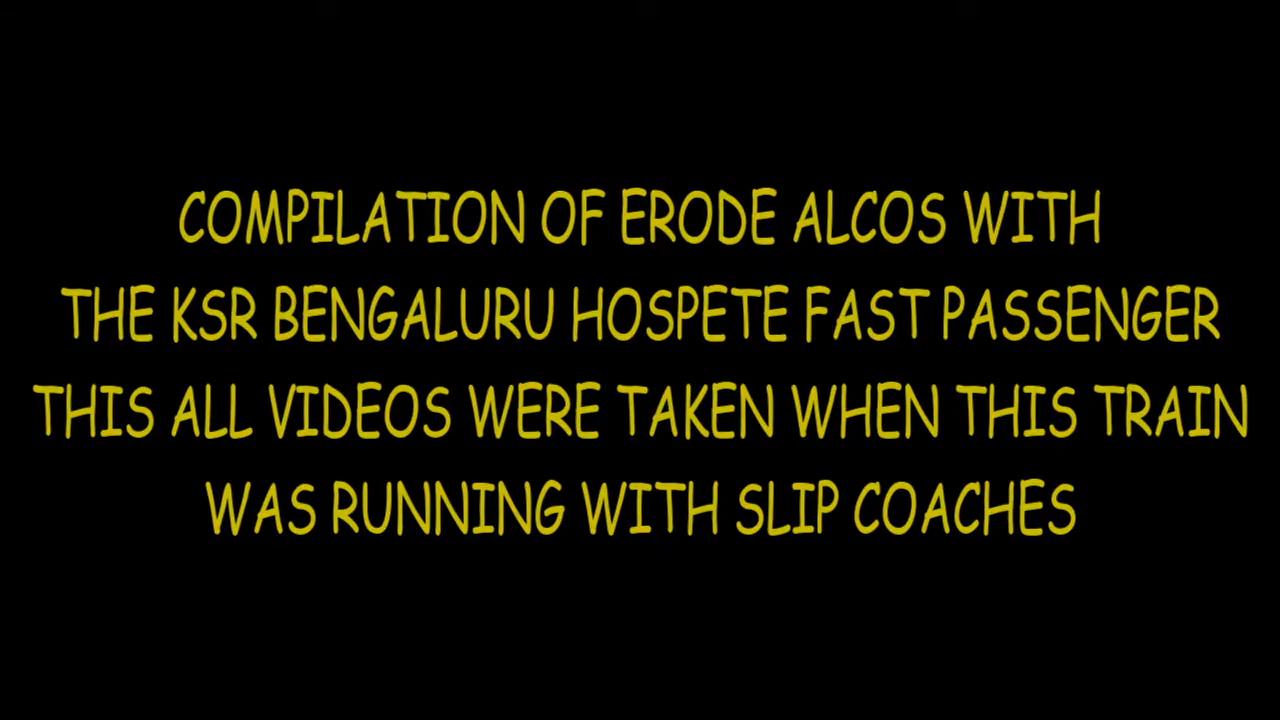 COMPILATION OF ERODE ALCOS WITH
THE KSR BENGALURU HOSPETE FAST PASSENGER
THIS ALL VIDEOS WERE TAKEN WHEN THIS TRAIN
WAS RUNNING WITH SLIP COACHES